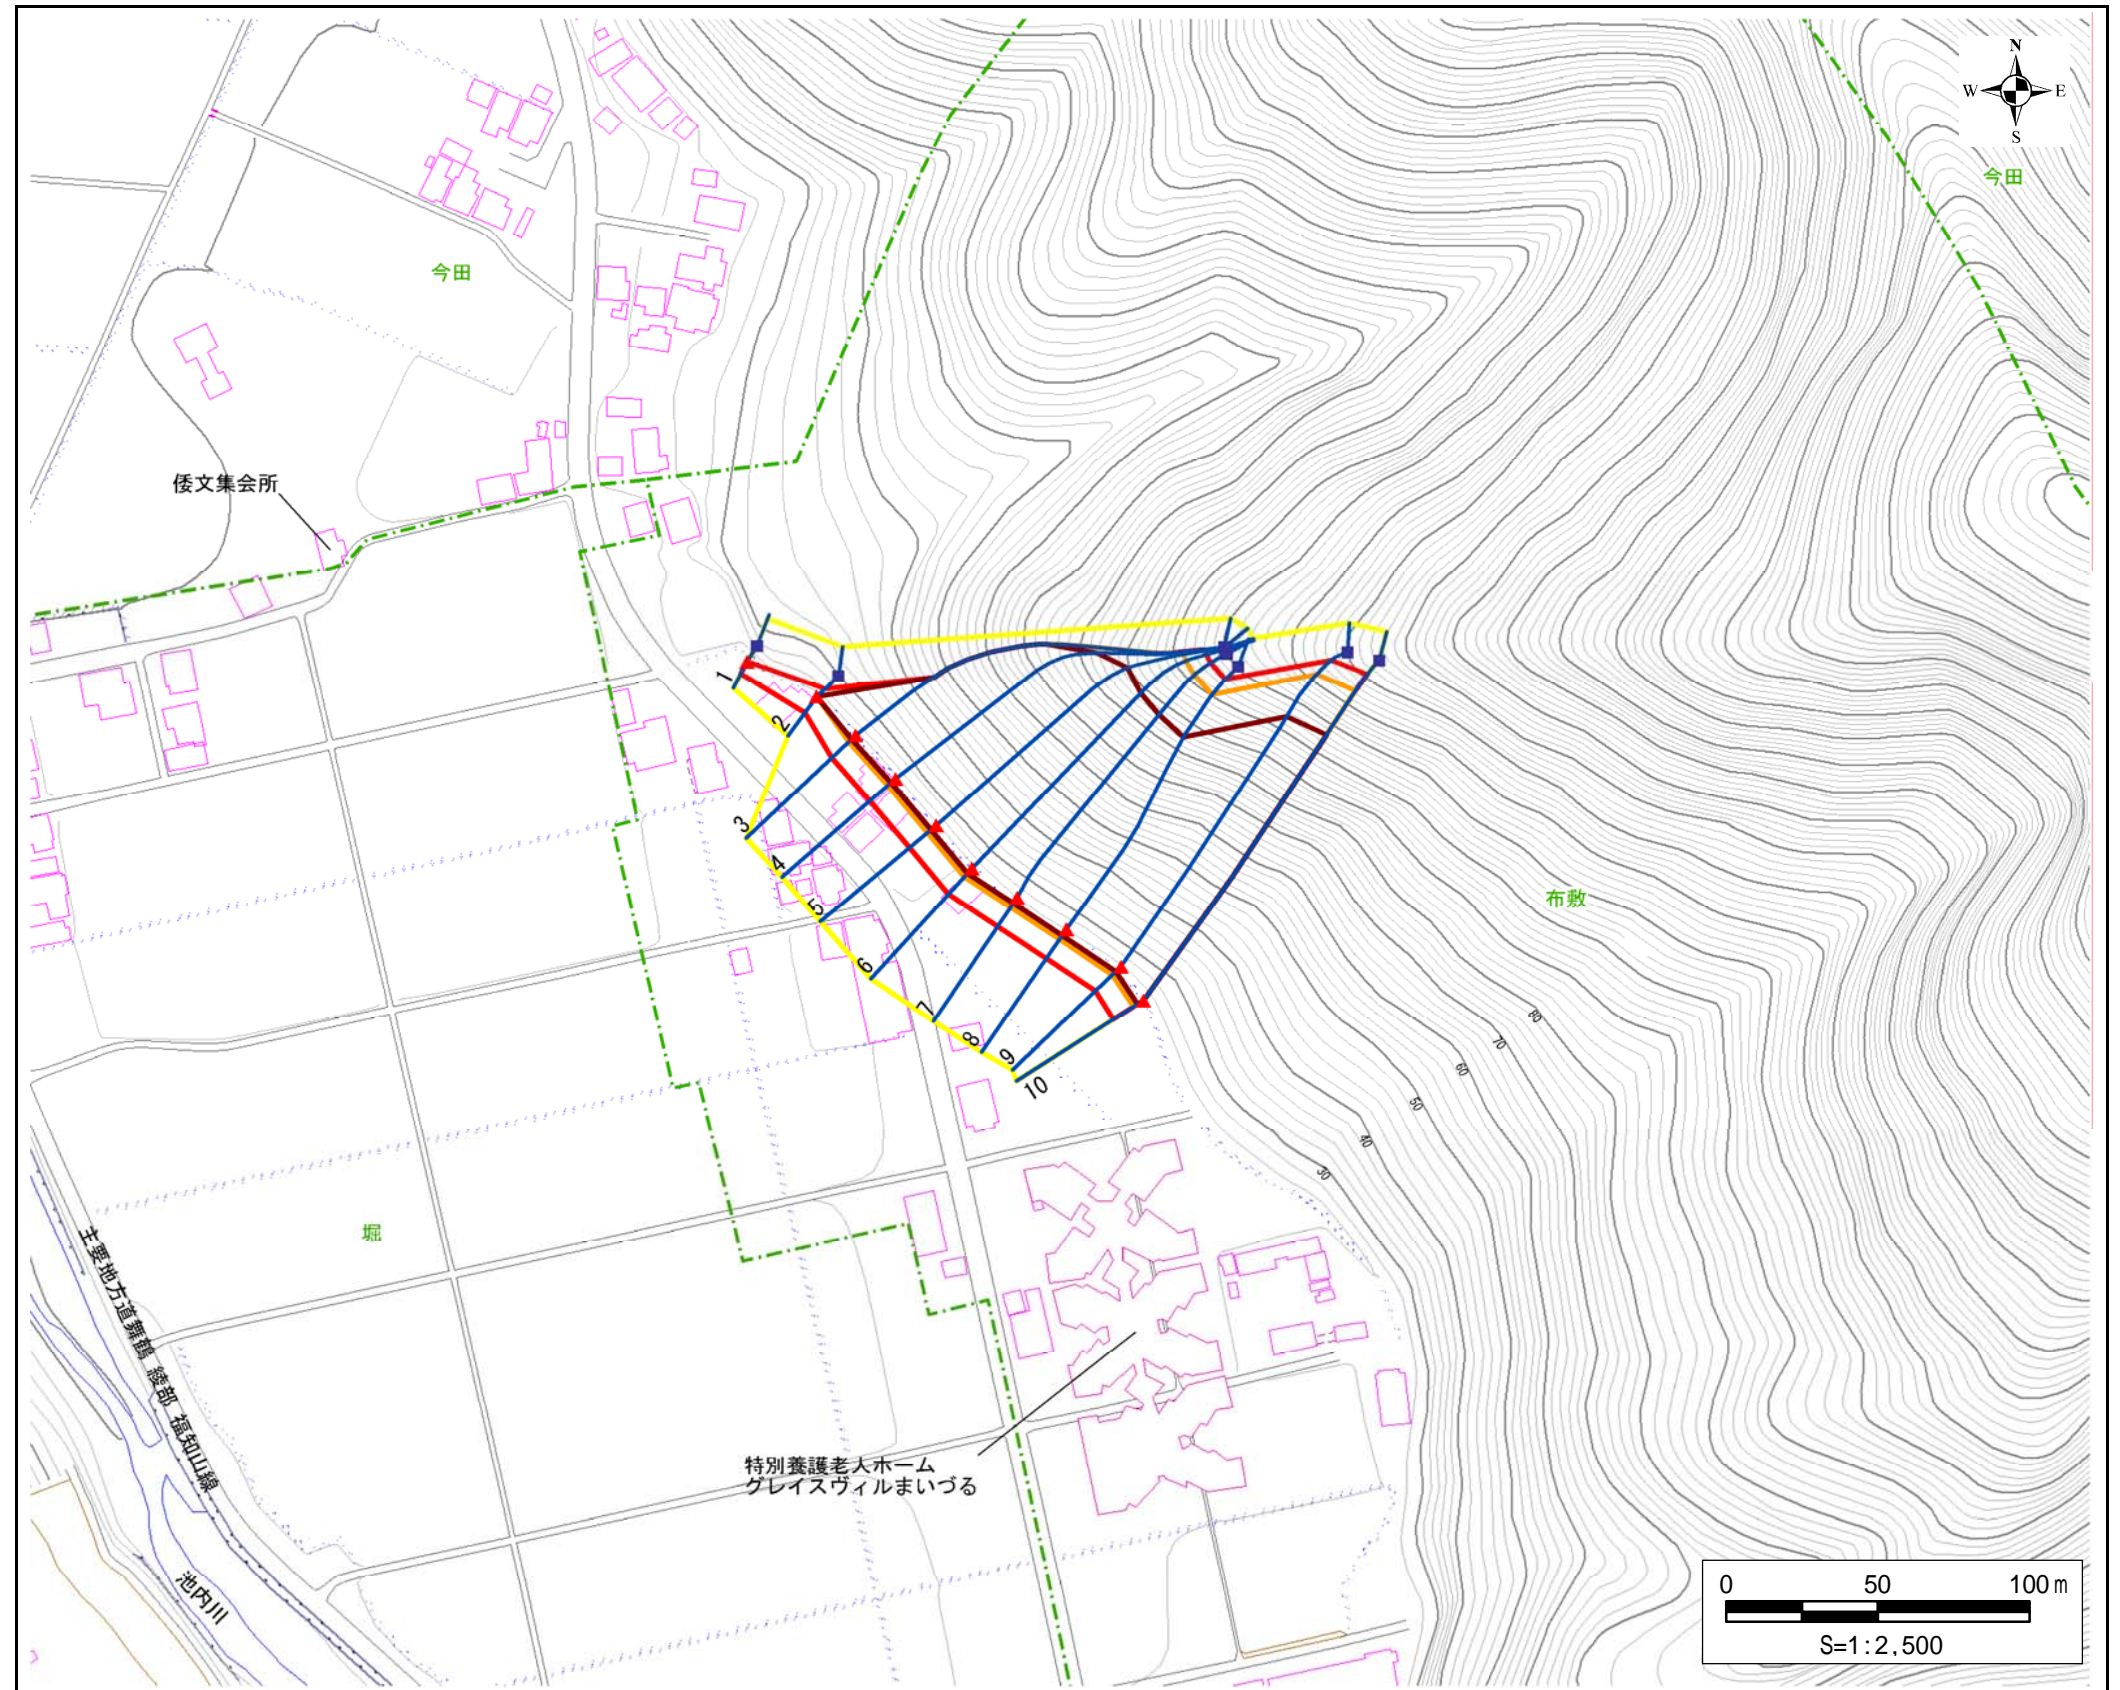 N
W E
S
今田
今田
倭文集会所
1
2
3
4
5
6
7
8
9
10
布敷
80
70
60
50
40
30
堀
主要地方道舞鶴 綾部 福知山線
特別養護老人ホーム
グレイスヴィルまいづる
池内川
0 50 100m
S=1:2,500